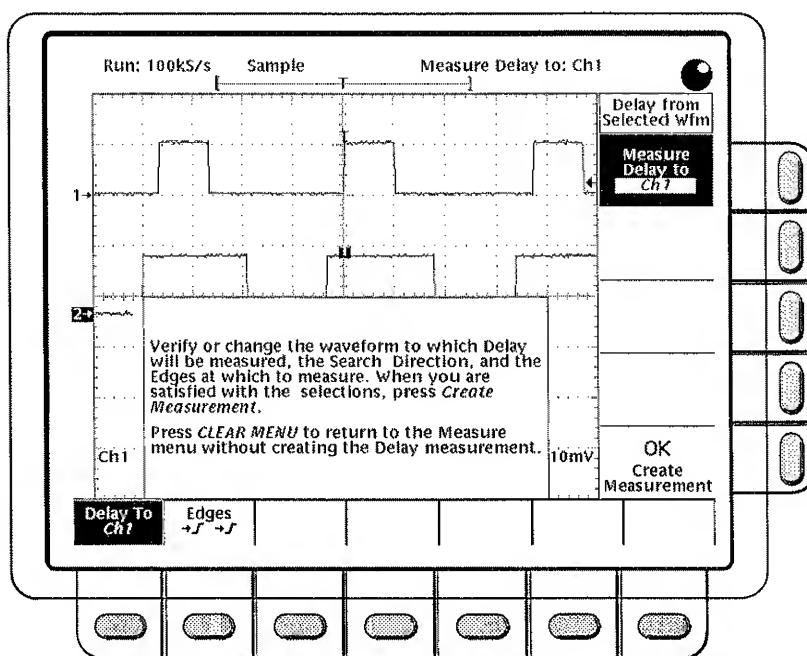 Run: 100kS/s Sample Measure Delay to: Ch1
[ T ]
Delay from
Selected Wfm
Measure
Delay to
Ch1
1→
T
2→
Verify or change the waveform to which Delay
will be measured, the Search Direction, and the
Edges at which to measure. When you are
satisfied with the selections, press Create
Measurement.
Press CLEAR MENU to return to the Measure
menu without creating the Delay measurement.
Ch1 10mV
OK
Create
Measurement
Delay To
Ch1
Edges